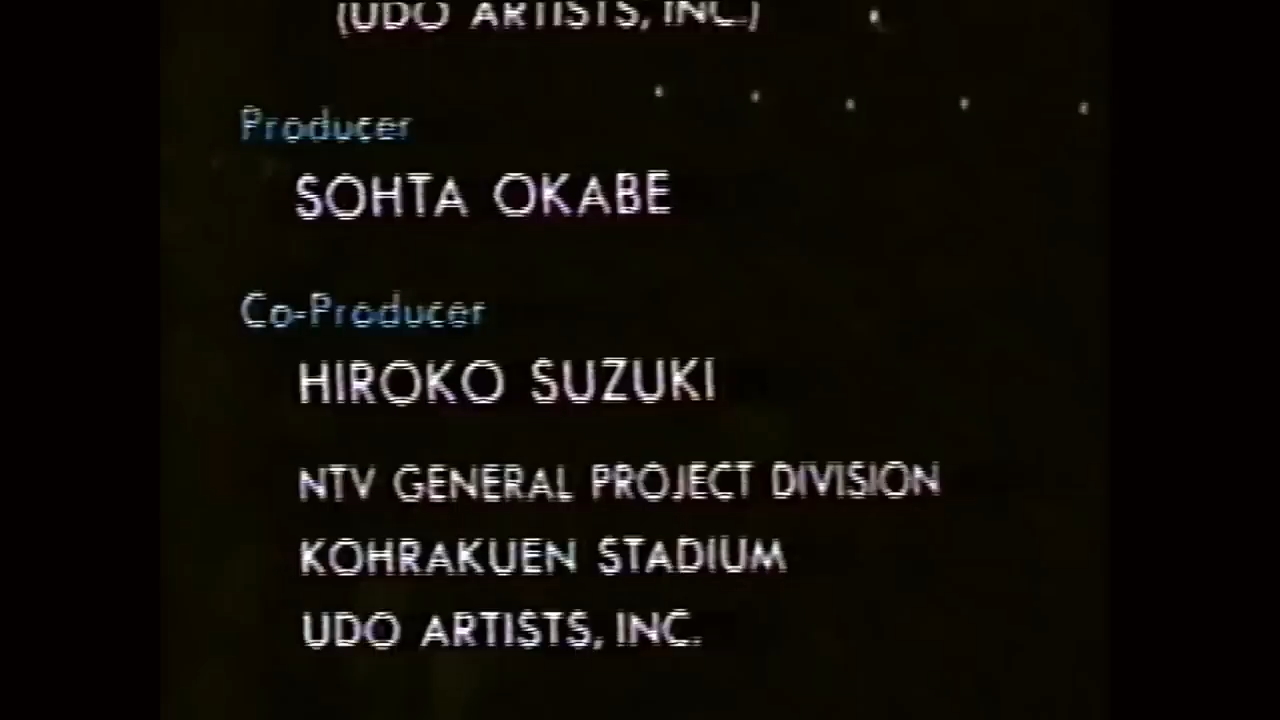 (UDO ARTISTS, INC.)
Producer
SOHTA OKABE
Co-Producer
HIROKO SUZUKI
NTV GENERAL PROJECT DIVISION
KOHRAKUEN STADIUM
UDO ARTISTS, INC.